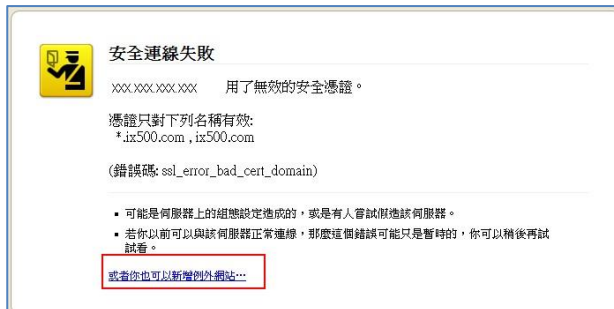 安全連線失敗
xxx.xxx.xxx.xxx 用了無效的安全憑證。
憑證只對下列名稱有效:
*.ix500.com , ix500.com
(錯誤碼: ssl_error_bad_cert_domain)
▪ 可能是伺服器上的組態設定造成的，或是有人嘗試假造該伺服器。
▪ 若你以前可以與該伺服器正常連線，那麼這個錯誤可能只是暫時的，你可以稍後再試
試看。
或者你也可以新增例外網站…